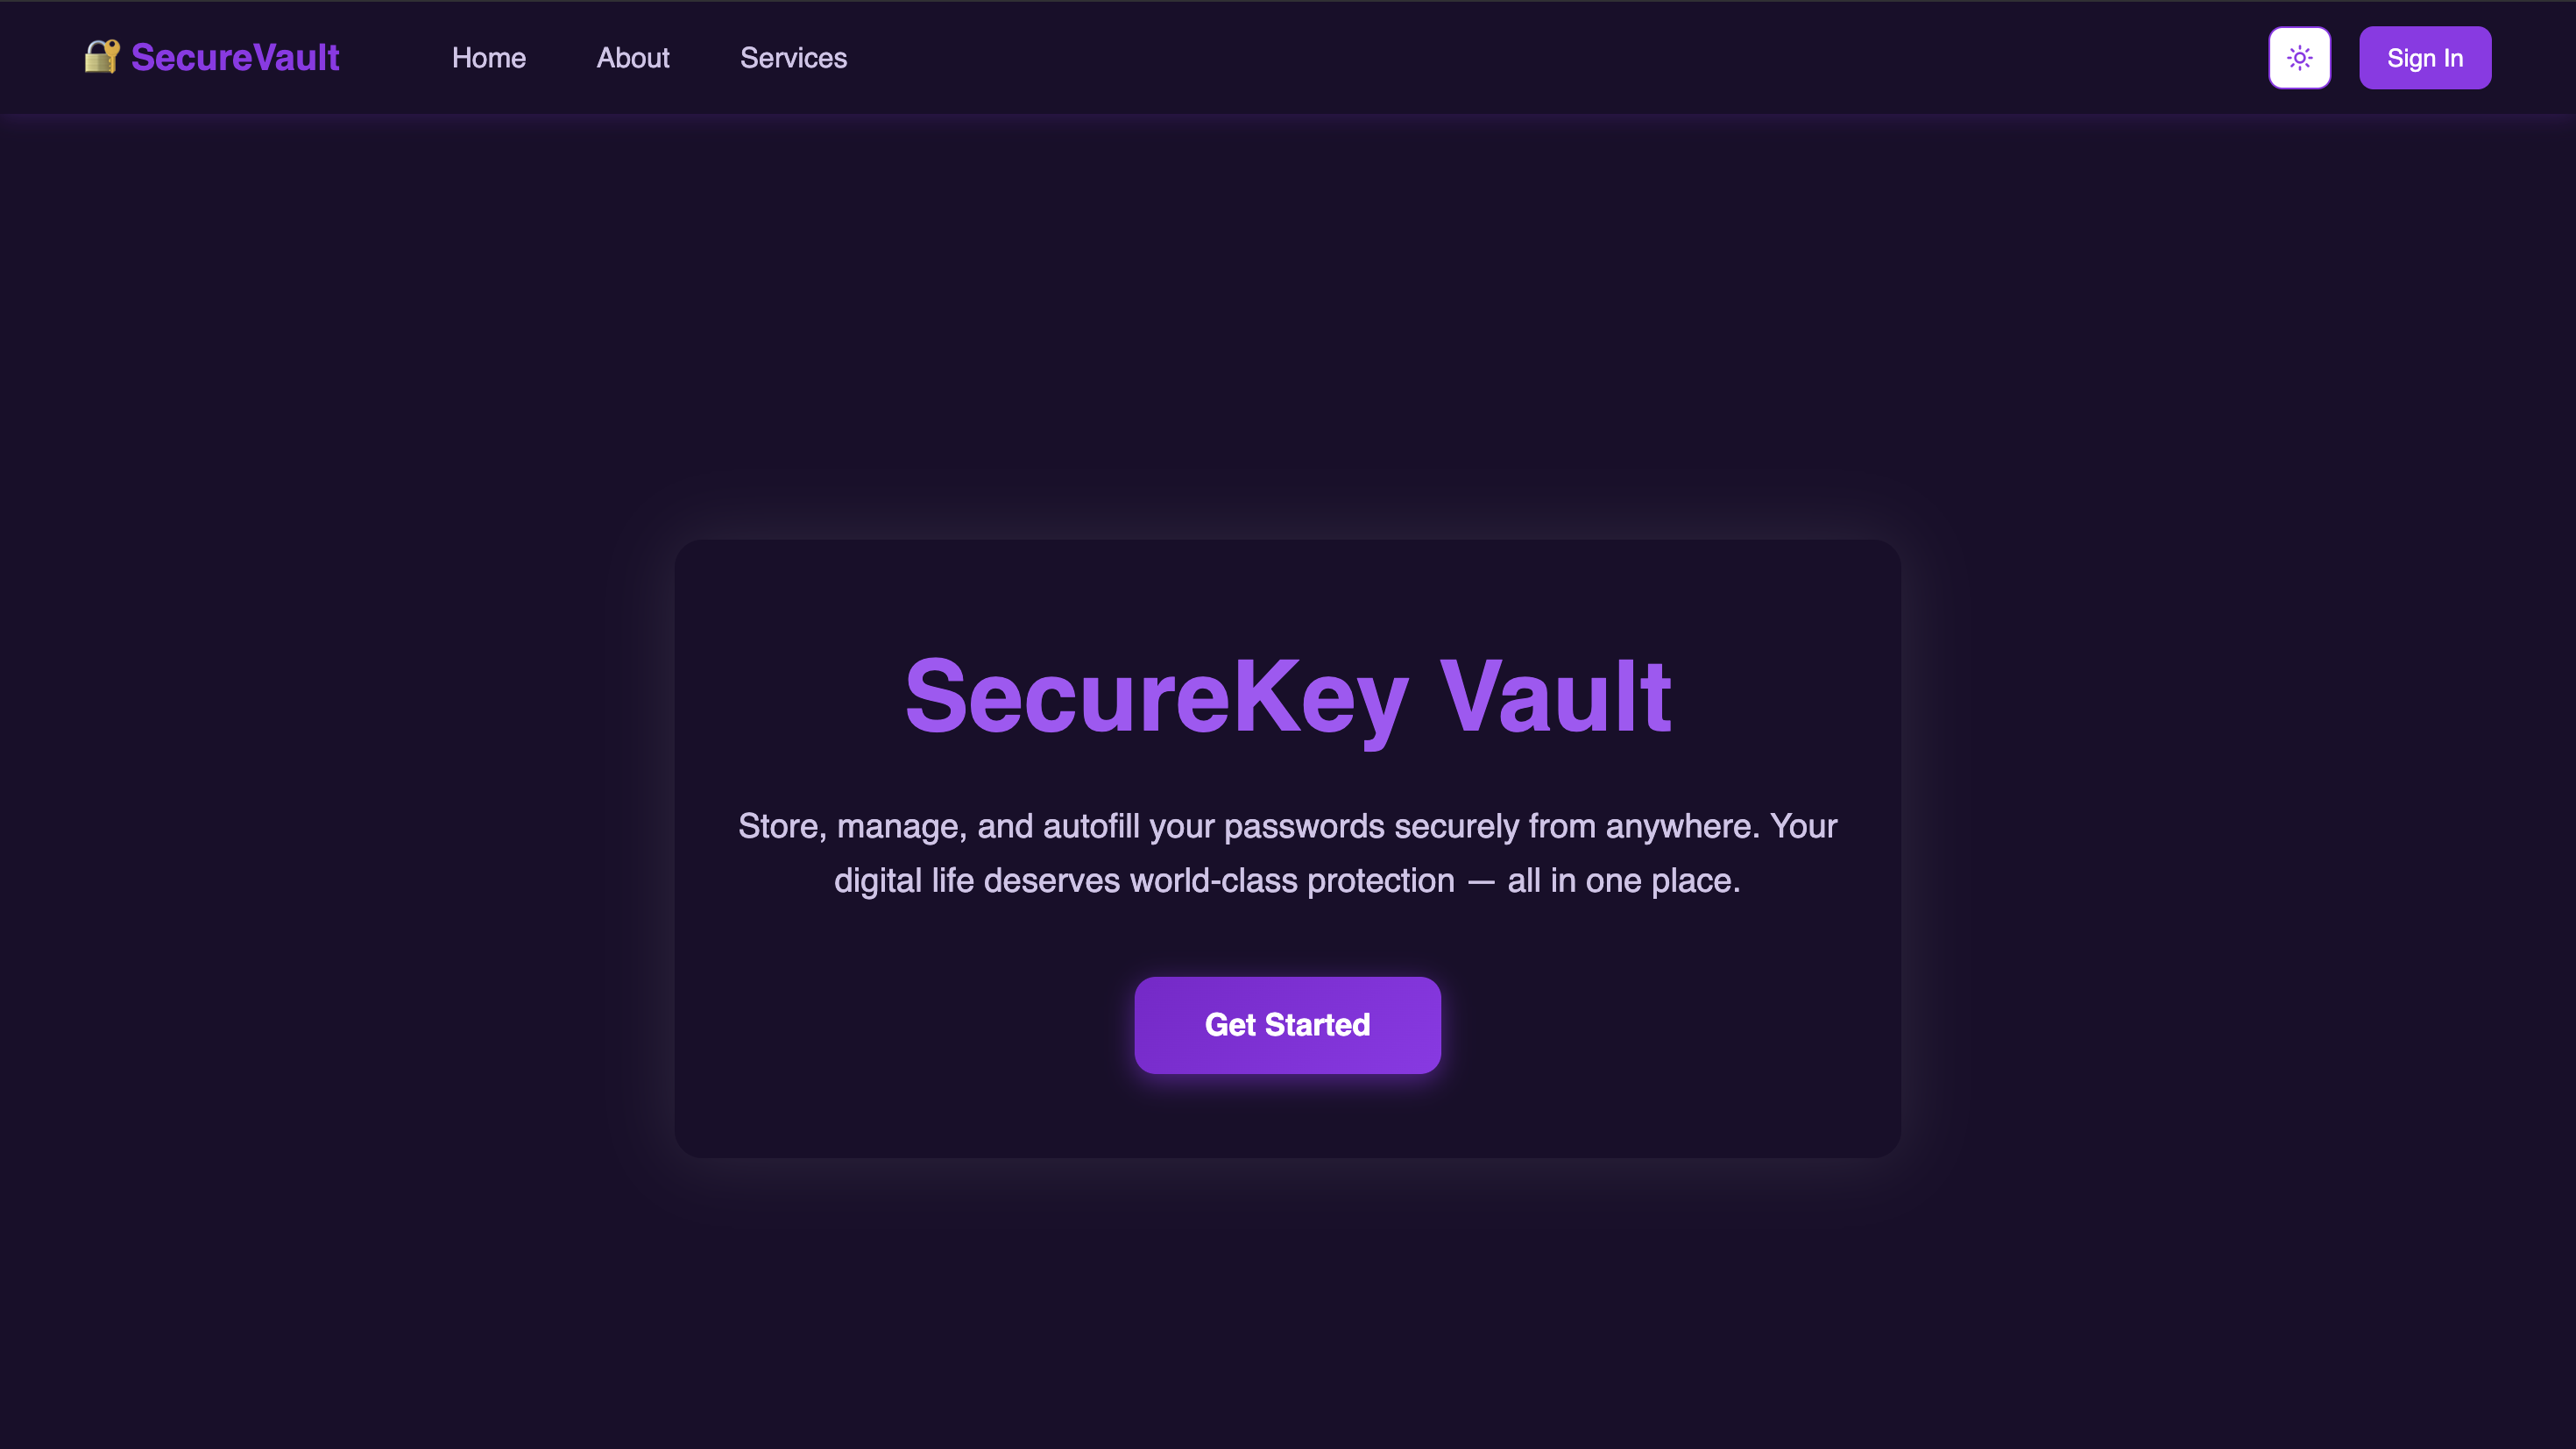 SecureVault
Home
About
Services
Sign In
SecureKey Vault
Store, manage, and autofill your passwords securely from anywhere. Your
digital life deserves world-class protection — all in one place.
Get Started